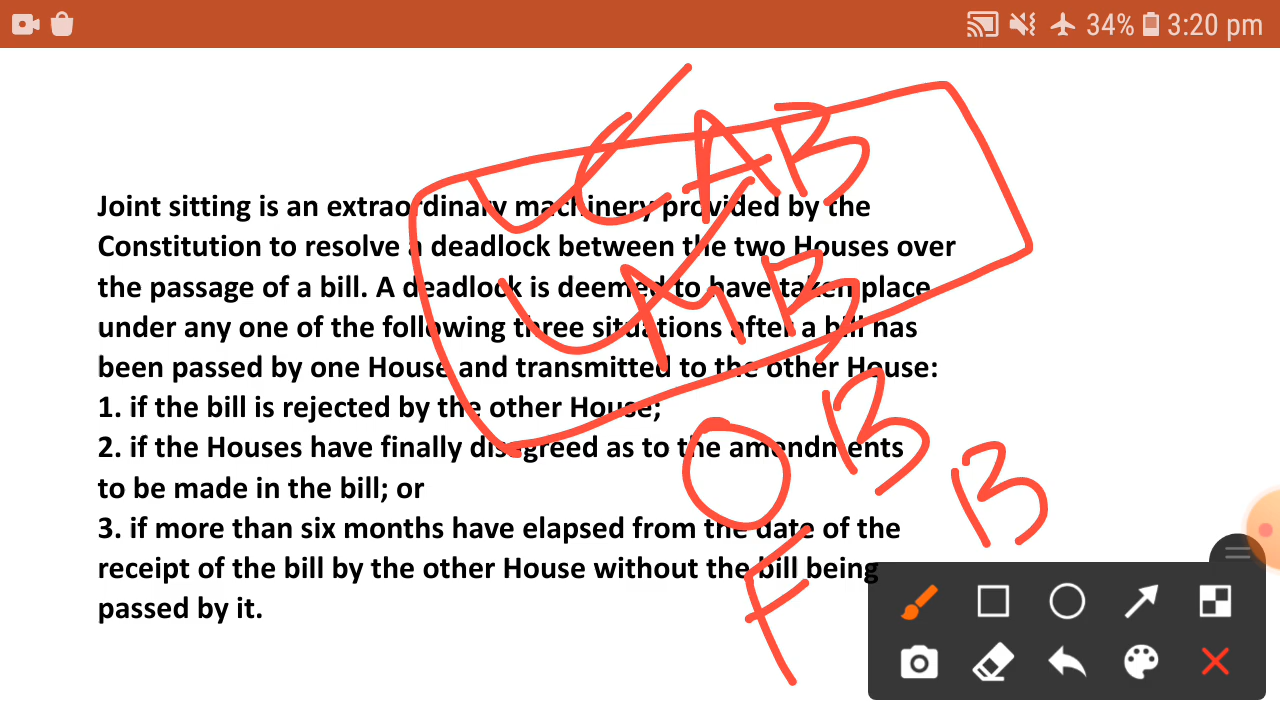 34% 3:20 pm
CAB
Joint sitting is an extraordinary machinery provided by the
Constitution to resolve a deadlock between the two Houses over
the passage of a bill. A deadlock is deemed to have taken place
under any one of the following three situations after a bill has
been passed by one House and transmitted to the other House:
1. if the bill is rejected by the other House;
2. if the Houses have finally disagreed as to the amendments
to be made in the bill; or
3. if more than six months have elapsed from the date of the
receipt of the bill by the other House without the bill being
passed by it.
OB
FB